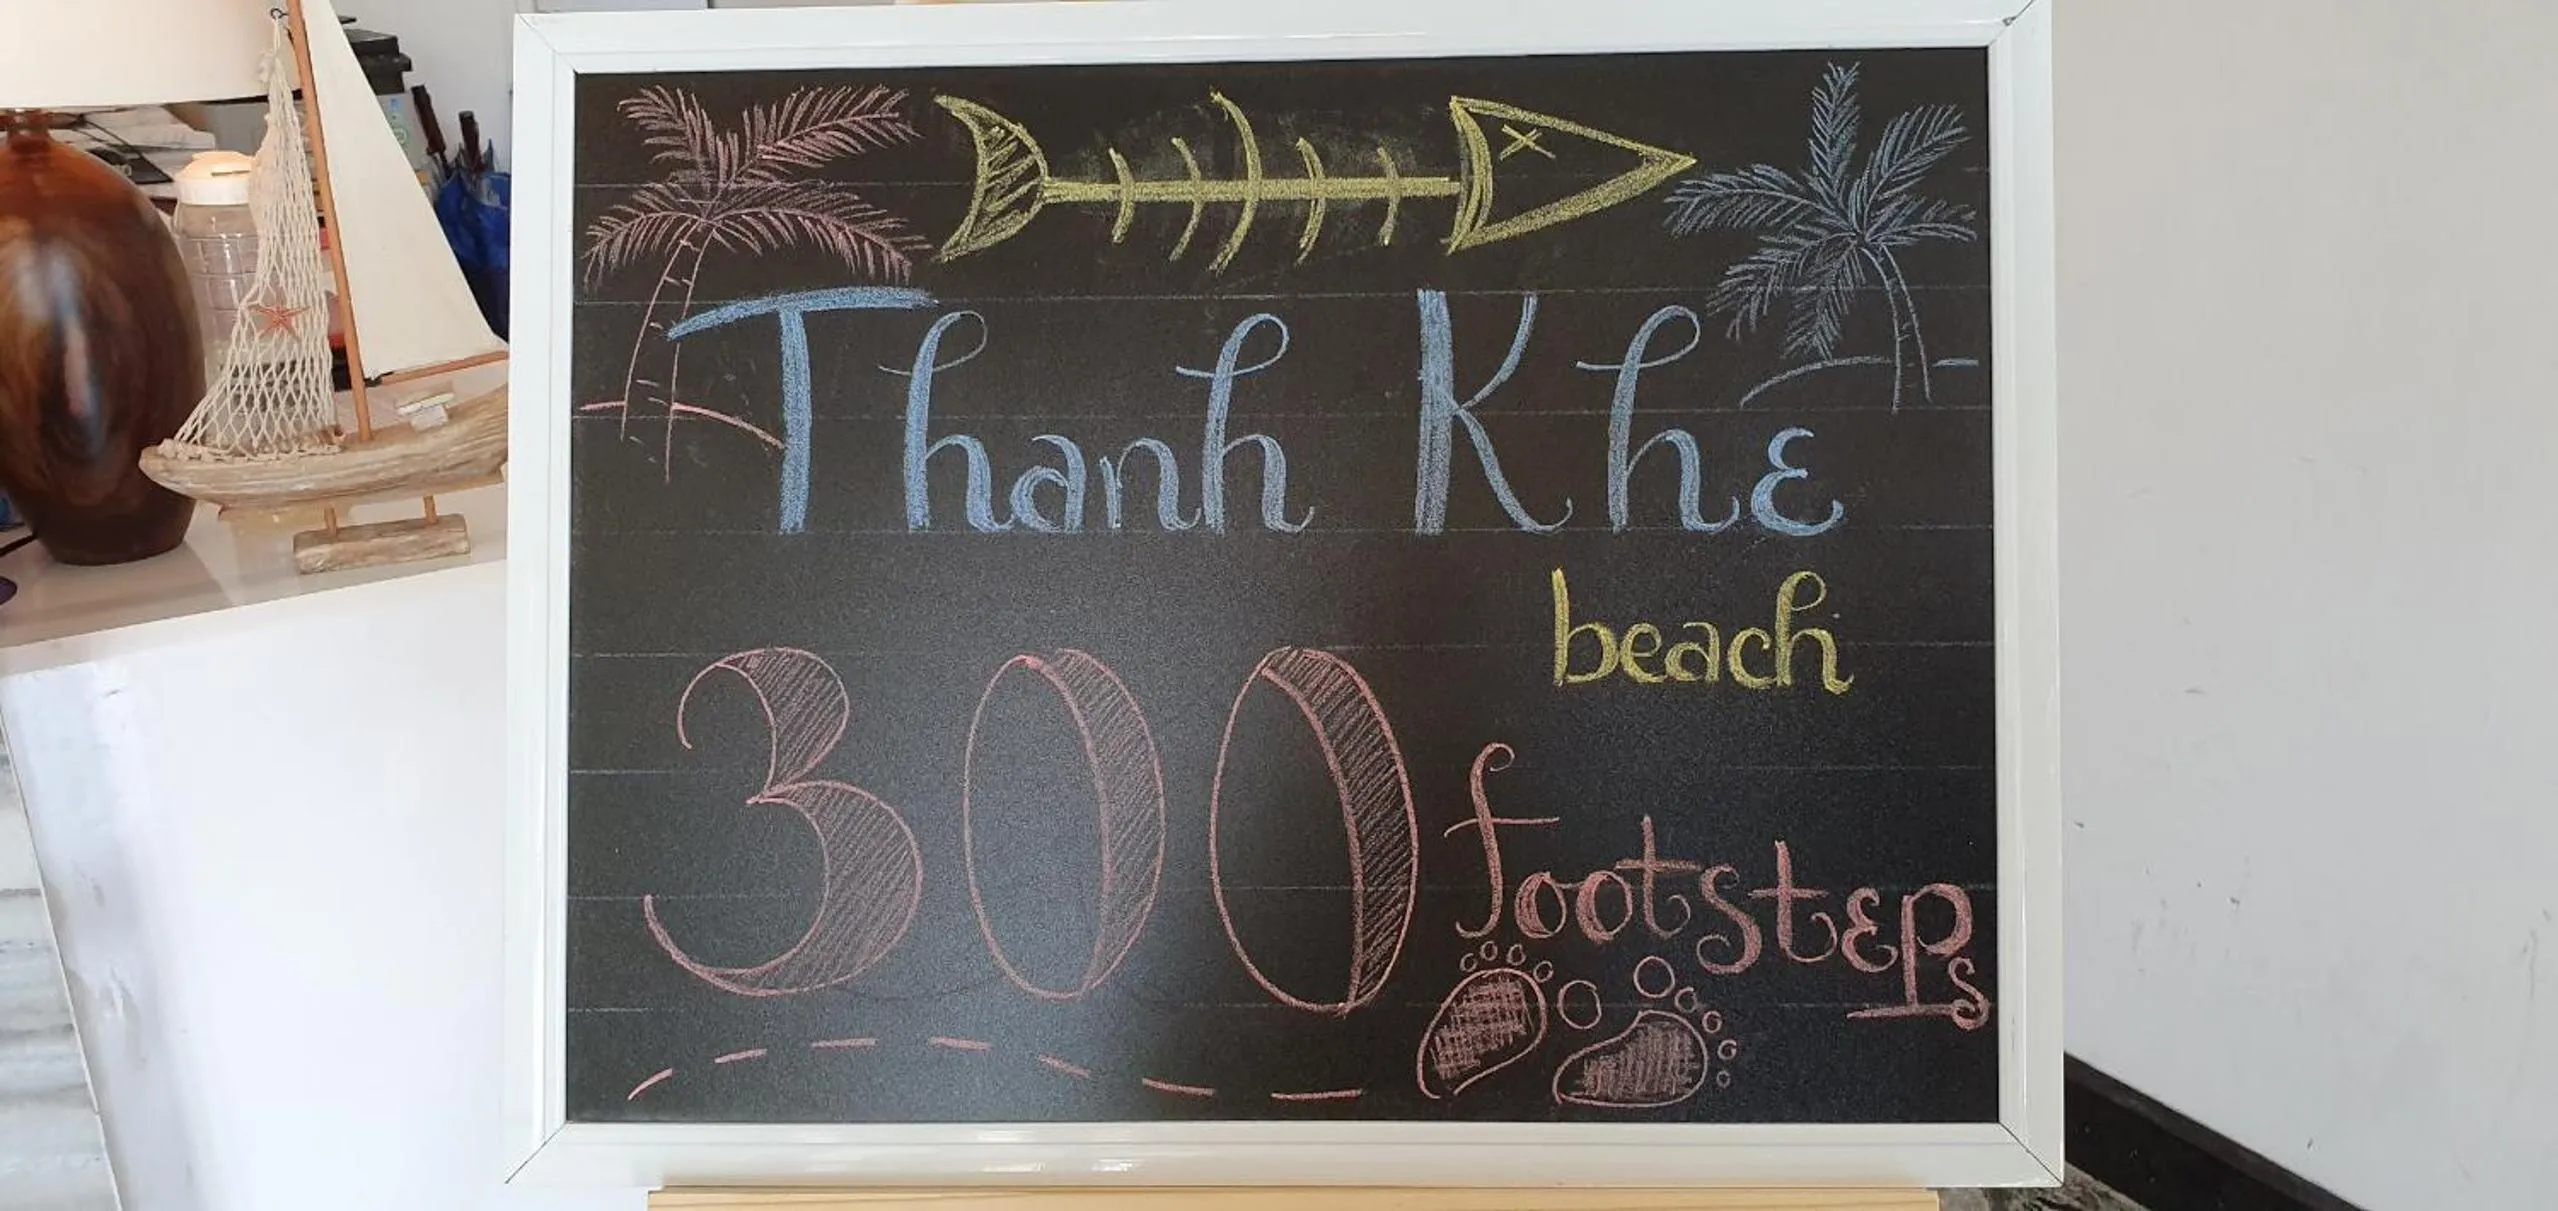 Thanh Khe
beach
300 footsteps